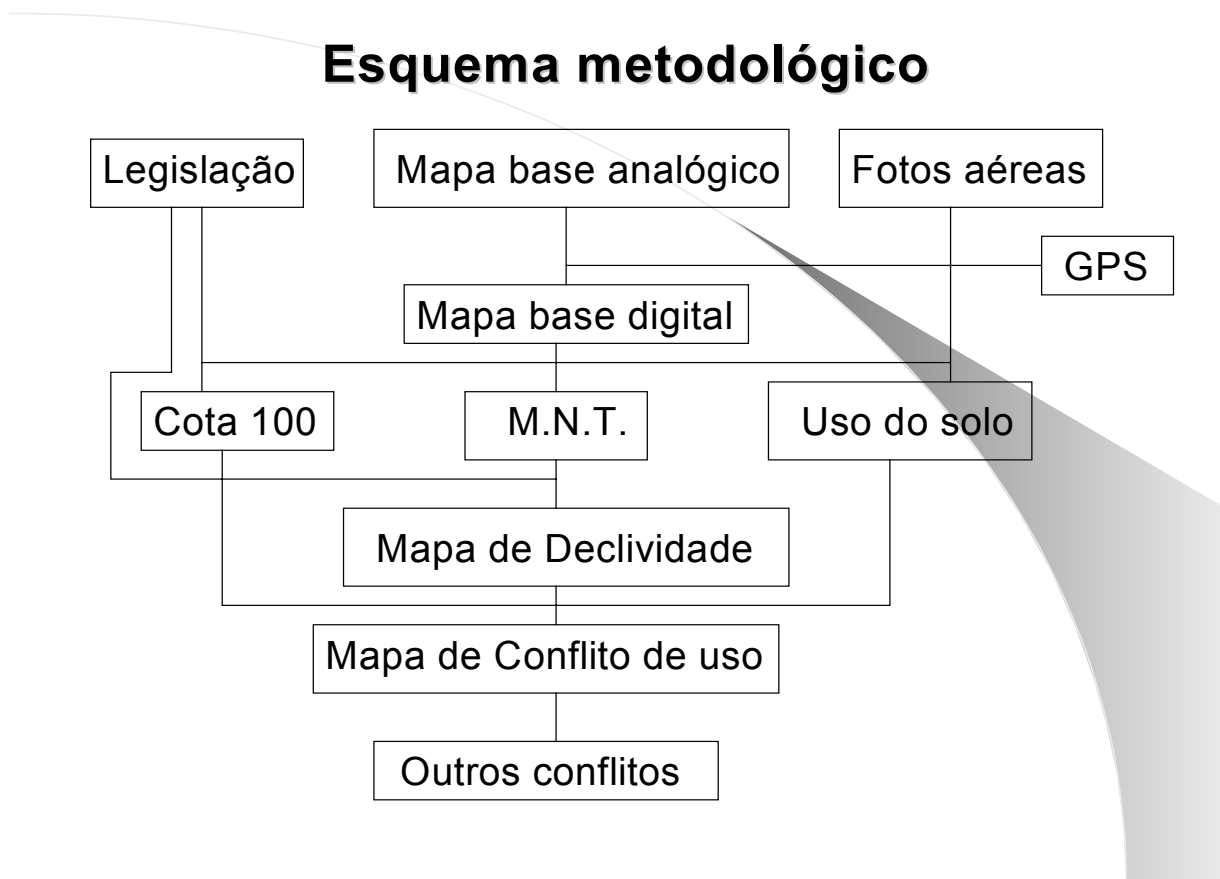 Esquema metodológico
Legislação
Mapa base analógico
Fotos aéreas
GPS
Mapa base digital
Cota 100
M.N.T.
Uso do solo
Mapa de Declividade
Mapa de Conflito de uso
Outros conflitos